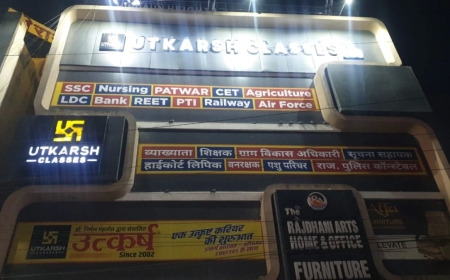 UTKARSH CLASSES
SSC Nursing PATWAR CET Agriculture
LDC Bank REET PTI Railway Air Force
UTKARSH
CLASSES
व्याख्याता शिक्षक ग्राम विकास अधिकारी सूचना सहायक
हाईकोर्ट लिपिक वनरक्षक पशु परिचर राज. पुलिस कॉन्स्टेबल
उत्कर्ष
Since 2002
एक उत्कृष्ट करियर
की शुरुआत
UTKARSH
The
RAJDHANI ARTS
HOME & OFFICE
FURNITURE